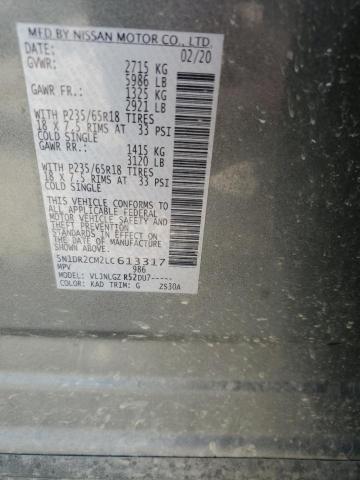 MFD BY NISSAN MOTOR CO., LTD.
DATE: 02/20
GVWR: 2715 KG
5986 LB
GAWR FR.: 1325 KG
2921 LB
WITH P235/65R18 TIRES
18 X 7.5 RIMS AT 33 PSI
COLD SINGLE
GAWR RR.: 1415 KG
3120 LB
WITH P235/65R18 TIRES
18 X 7.5 RIMS AT 33 PSI
COLD SINGLE
THIS VEHICLE CONFORMS TO
ALL APPLICABLE FEDERAL
MOTOR VEHICLE SAFETY
STANDARDS IN EFFECT ON
THE DATE OF MANUFACTURE
SHOWN ABOVE.
5N1DR2CM2LC613317
MPV 986
MODEL: VLJNLGZ R52DU7-----
COLOR: KAD TRIM: G ZS30A